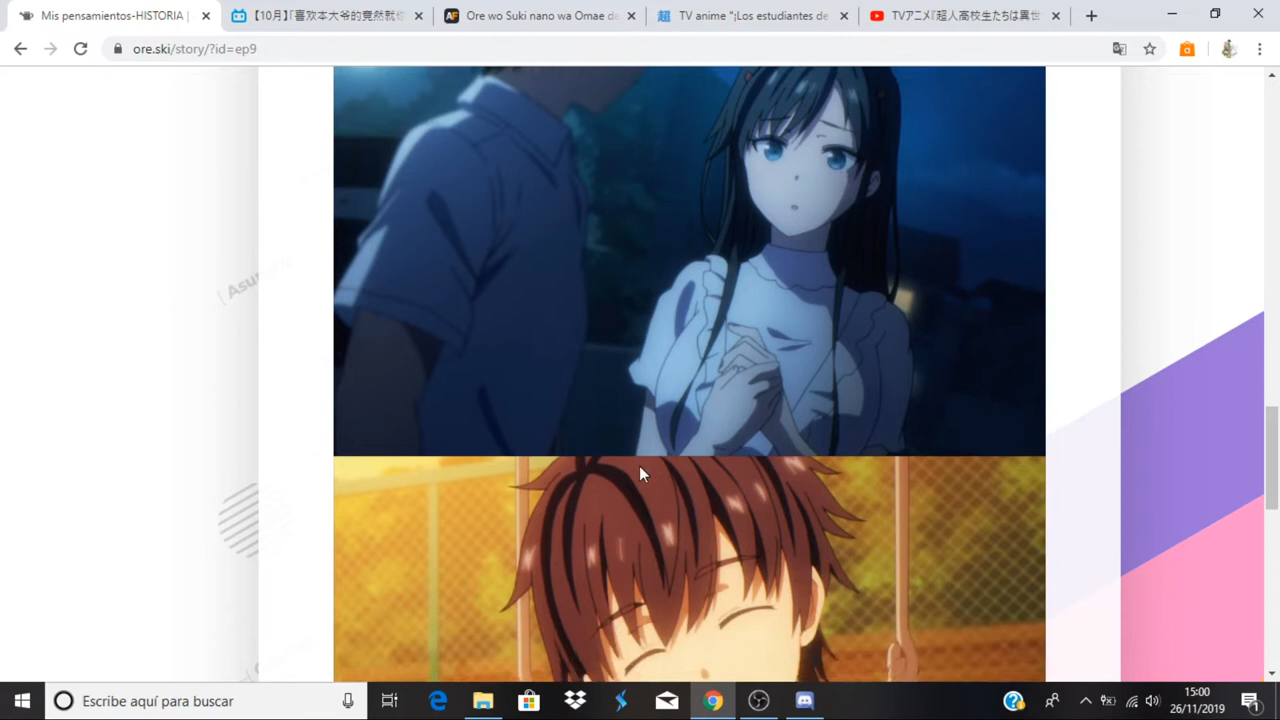 Mis pensamientos-HISTORIA |
【10月】「喜欢本大爷的竟然就你
Ore wo Suki nano wa Omae da
TV anime "¡Los estudiantes de
TVアニメ『超人高校生たちは異世
ore.ski/story/?id=ep9
Escribe aquí para buscar
15:00
26/11/2019
1